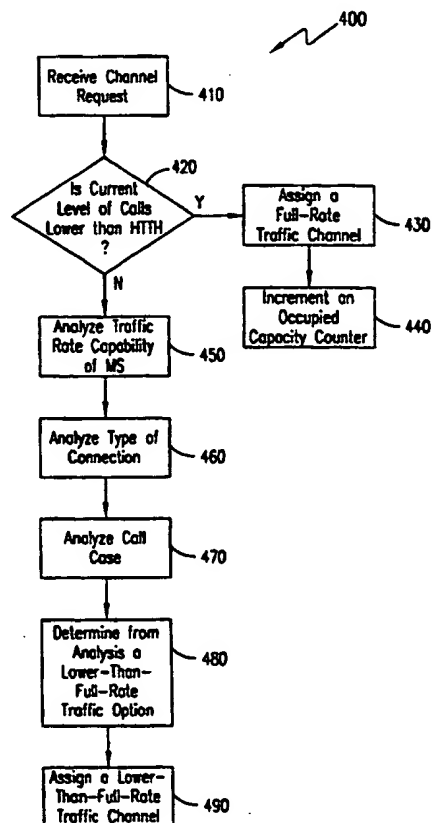 400
Receive Channel
Request
410
420
Is Current
Level of Calls
Lower than HTTH
?
Y
N
Assign a
Full-Rate
Traffic Channel
430
Increment an
Occupied
Capacity Counter
440
Analyze Traffic
Rate Capability
of MS
450
Analyze Type of
Connection
460
Analyze Call
Case
470
Determine from
Analysis a
Lower-Than-
Full-Rate
Traffic Option
480
Assign a Lower-
Than-Full-Rate
Traffic Channel
490